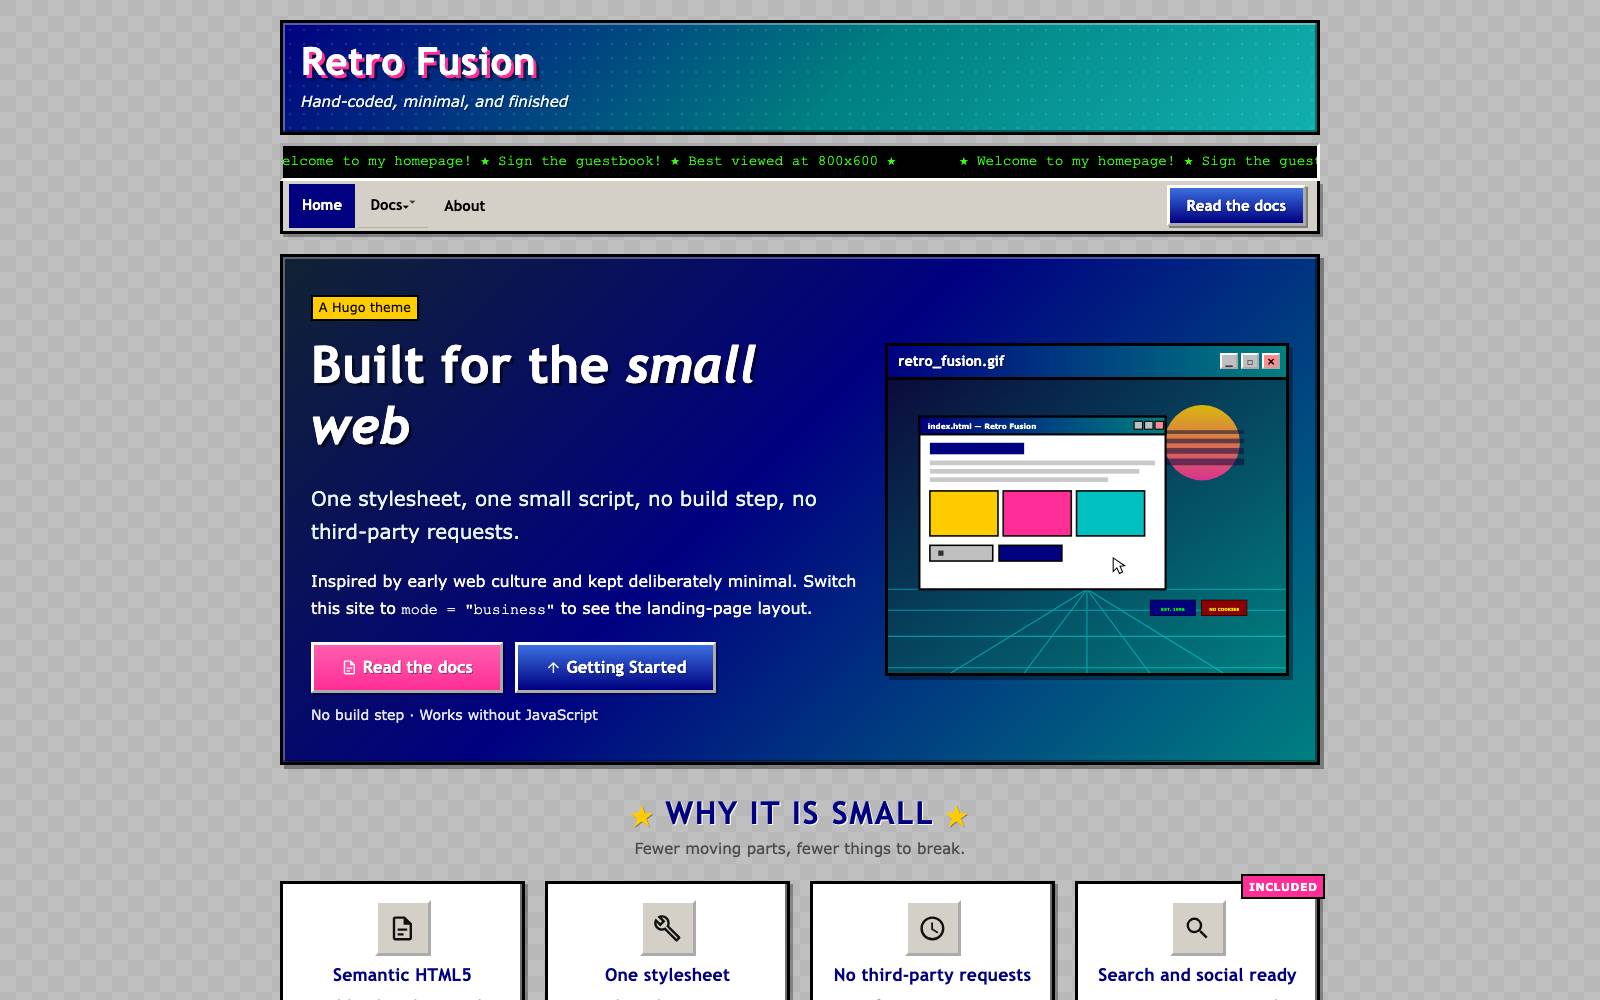 Retro Fusion
Hand-coded, minimal, and finished
elcome to my homepage! ★ Sign the guestbook! ★ Best viewed at 800x600 ★ ★ Welcome to my homepage! ★ Sign the guest
Home Docs About Read the docs
A Hugo theme
Built for the small
web
One stylesheet, one small script, no build step, no
third-party requests.
Inspired by early web culture and kept deliberately minimal. Switch
this site to mode = "business" to see the landing-page layout.
Read the docs Getting Started
No build step · Works without JavaScript
retro_fusion.gif
index.html — Retro Fusion
EST. 1996 NO COOKIES
★ WHY IT IS SMALL ★
Fewer moving parts, fewer things to break.
INCLUDED
Semantic HTML5
One stylesheet
No third-party requests
Search and social ready